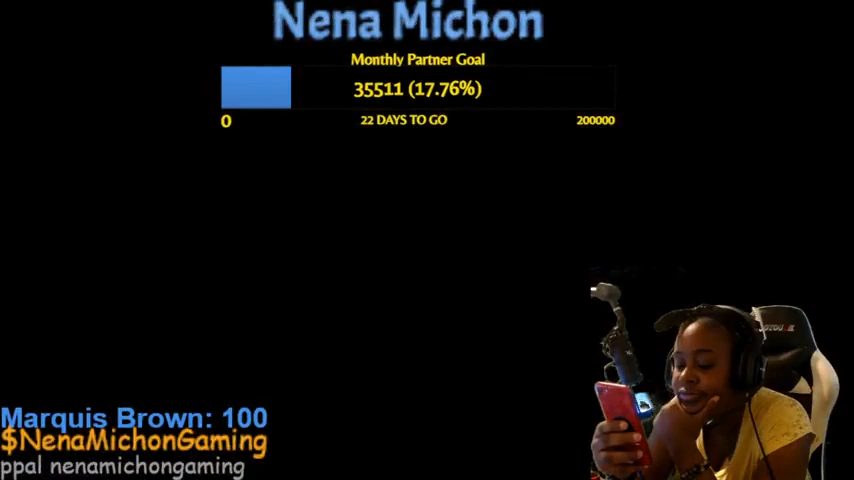 Nena Michon
Monthly Partner Goal
35511 (17.76%)
0 22 DAYS TO GO 200000
Marquis Brown: 100
$NenaMichonGaming
ppal nenamichongaming